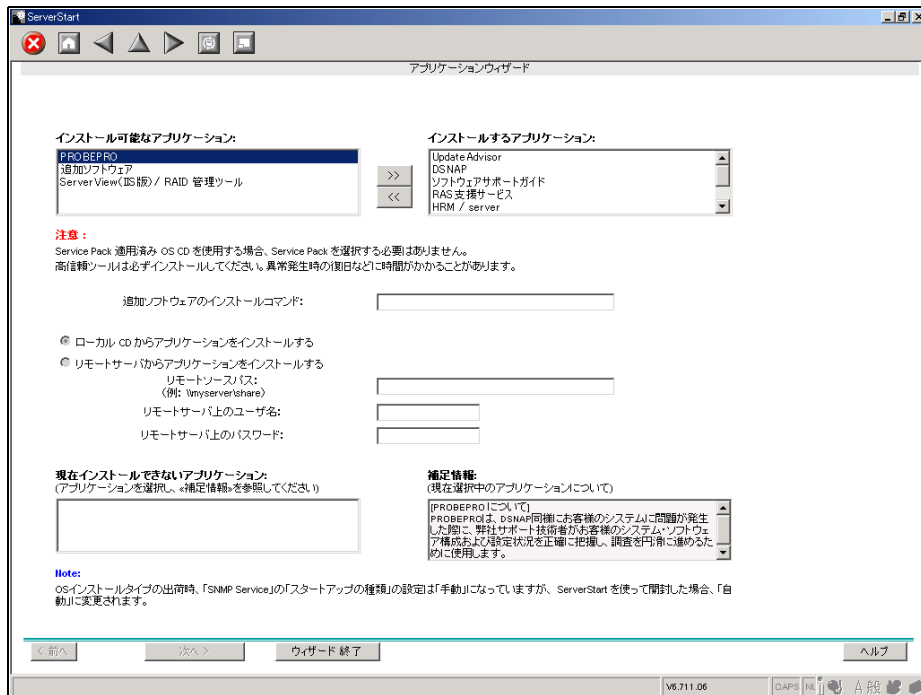 ServerStart
アプリケーションウィザード
インストール可能なアプリケーション:
PROBEPRO
追加ソフトウェア
ServerView(IIS版)/ RAID 管理ツール
>>
<<
インストールするアプリケーション:
Update Advisor
DSNAP
ソフトウェアサポートガイド
RAS支援サービス
HRM / server
注意：
Service Pack 適用済み OS CD を使用する場合、Service Pack を選択する必要はありません。
高信頼ツールは必ずインストールしてください。異常発生時の復旧などに時間がかかることがあります。
追加ソフトウェアのインストールコマンド:
ローカル CD からアプリケーションをインストールする
リモートサーバからアプリケーションをインストールする
リモートソースパス:
(例: \\myserver\share)
リモートサーバ上のユーザ名:
リモートサーバ上のパスワード:
現在インストールできないアプリケーション:
(アプリケーションを選択し、«補足情報»を参照してください)
補足情報:
(現在選択中のアプリケーションについて)
[PROBEPRO について]
PROBEPROは、DSNAP同様にお客様のシステムに問題が発生
した際に、弊社サポート技術者がお客様のシステム・ソフトウェ
ア構成および設定状況を正確に把握し、調査を円滑に進めるた
めに使用します。
Note:
OSインストールタイプの出荷時、「SNMP Service」の「スタートアップの種類」の設定は「手動」になっていますが、ServerStart を使って開封した場合、「自
動」に変更されます。
< 前へ
次へ >
ウィザード 終了
ヘルプ
V6.711.06
CAPS
A 般